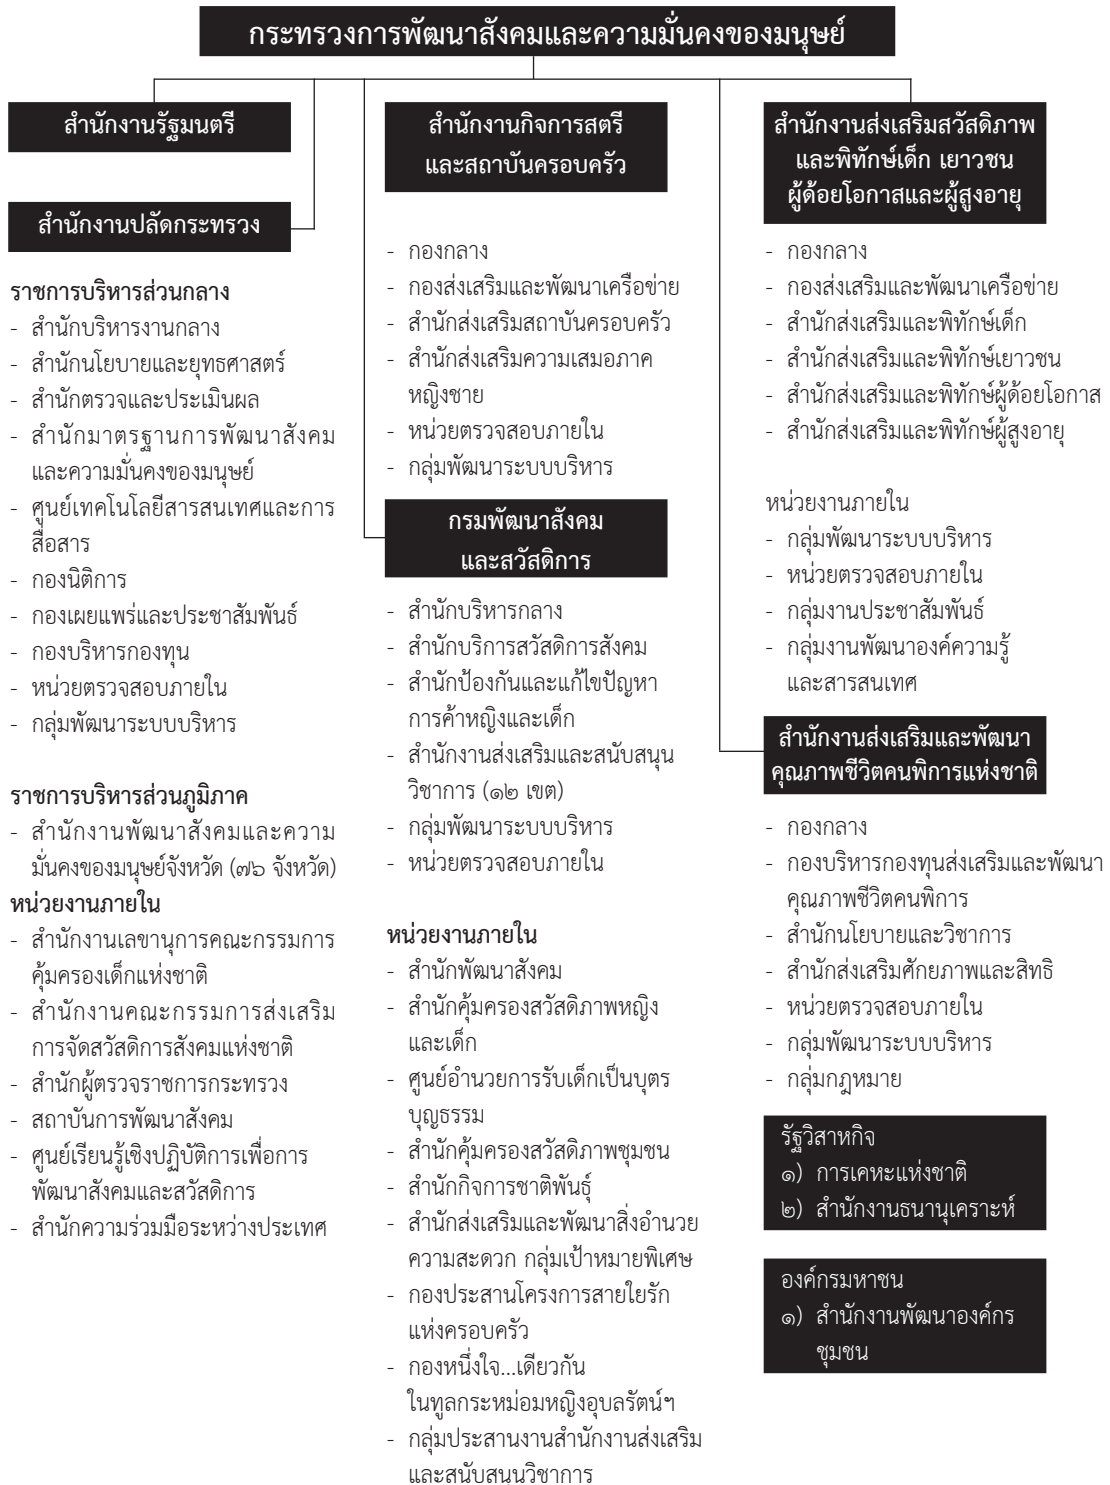 กระทรวงการพัฒนาสังคมและความมั่นคงของมนุษย์
สำนักงานรัฐมนตรี
สำนักงานปลัดกระทรวง
ราชการบริหารส่วนกลาง
- สำนักบริหารงานกลาง
- สำนักนโยบายและยุทธศาสตร์
- สำนักตรวจและประเมินผล
- สำนักมาตรฐานการพัฒนาสังคม
และความมั่นคงของมนุษย์
- ศูนย์เทคโนโลยีสารสนเทศและการ
สื่อสาร
- กองนิติการ
- กองเผยแพร่และประชาสัมพันธ์
- กองบริหารกองทุน
- หน่วยตรวจสอบภายใน
- กลุ่มพัฒนาระบบบริหาร
ราชการบริหารส่วนภูมิภาค
- สำนักงานพัฒนาสังคมและความ
มั่นคงของมนุษย์จังหวัด (๗๖ จังหวัด)
หน่วยงานภายใน
- สำนักงานเลขานุการคณะกรรมการ
คุ้มครองเด็กแห่งชาติ
- สำนักงานคณะกรรมการส่งเสริม
การจัดสวัสดิการสังคมแห่งชาติ
- สำนักผู้ตรวจราชการกระทรวง
- สถาบันการพัฒนาสังคม
- ศูนย์เรียนรู้เชิงปฏิบัติการเพื่อการ
พัฒนาสังคมและสวัสดิการ
- สำนักความร่วมมือระหว่างประเทศ
สำนักงานกิจการสตรี
และสถาบันครอบครัว
- กองกลาง
- กองส่งเสริมและพัฒนาเครือข่าย
- สำนักส่งเสริมสถาบันครอบครัว
- สำนักส่งเสริมความเสมอภาค
หญิงชาย
- หน่วยตรวจสอบภายใน
- กลุ่มพัฒนาระบบบริหาร
กรมพัฒนาสังคม
และสวัสดิการ
- สำนักบริหารกลาง
- สำนักบริการสวัสดิการสังคม
- สำนักป้องกันและแก้ไขปัญหา
การค้าหญิงและเด็ก
- สำนักงานส่งเสริมและสนับสนุน
วิชาการ (๑๒ เขต)
- กลุ่มพัฒนาระบบบริหาร
- หน่วยตรวจสอบภายใน
หน่วยงานภายใน
- สำนักพัฒนาสังคม
- สำนักคุ้มครองสวัสดิภาพหญิง
และเด็ก
- ศูนย์อำนวยการรับเด็กเป็นบุตร
บุญธรรม
- สำนักคุ้มครองสวัสดิภาพชุมชน
- สำนักกิจการชาติพันธุ์
- สำนักส่งเสริมและพัฒนาสิ่งอำนวย
ความสะดวก กลุ่มเป้าหมายพิเศษ
- กองประสานโครงการสายใยรัก
แห่งครอบครัว
- กองหนึ่งใจ...เดียวกัน
ในทูลกระหม่อมหญิงอุบลรัตน์ฯ
- กลุ่มประสานงานสำนักงานส่งเสริม
และสนับสนุนวิชาการ
สำนักงานส่งเสริมสวัสดิภาพ
และพิทักษ์เด็ก เยาวชน
ผู้ด้อยโอกาสและผู้สูงอายุ
- กองกลาง
- กองส่งเสริมและพัฒนาเครือข่าย
- สำนักส่งเสริมและพิทักษ์เด็ก
- สำนักส่งเสริมและพิทักษ์เยาวชน
- สำนักส่งเสริมและพิทักษ์ผู้ด้อยโอกาส
- สำนักส่งเสริมและพิทักษ์ผู้สูงอายุ
หน่วยงานภายใน
- กลุ่มพัฒนาระบบบริหาร
- หน่วยตรวจสอบภายใน
- กลุ่มงานประชาสัมพันธ์
- กลุ่มงานพัฒนาองค์ความรู้
และสารสนเทศ
สำนักงานส่งเสริมและพัฒนา
คุณภาพชีวิตคนพิการแห่งชาติ
- กองกลาง
- กองบริหารกองทุนส่งเสริมและพัฒนา
คุณภาพชีวิตคนพิการ
- สำนักนโยบายและวิชาการ
- สำนักส่งเสริมศักยภาพและสิทธิ
- หน่วยตรวจสอบภายใน
- กลุ่มพัฒนาระบบบริหาร
- กลุ่มกฎหมาย
รัฐวิสาหกิจ
๑) การเคหะแห่งชาติ
๒) สำนักงานธนานุเคราะห์
องค์กรมหาชน
๑) สำนักงานพัฒนาองค์กร
ชุมชน